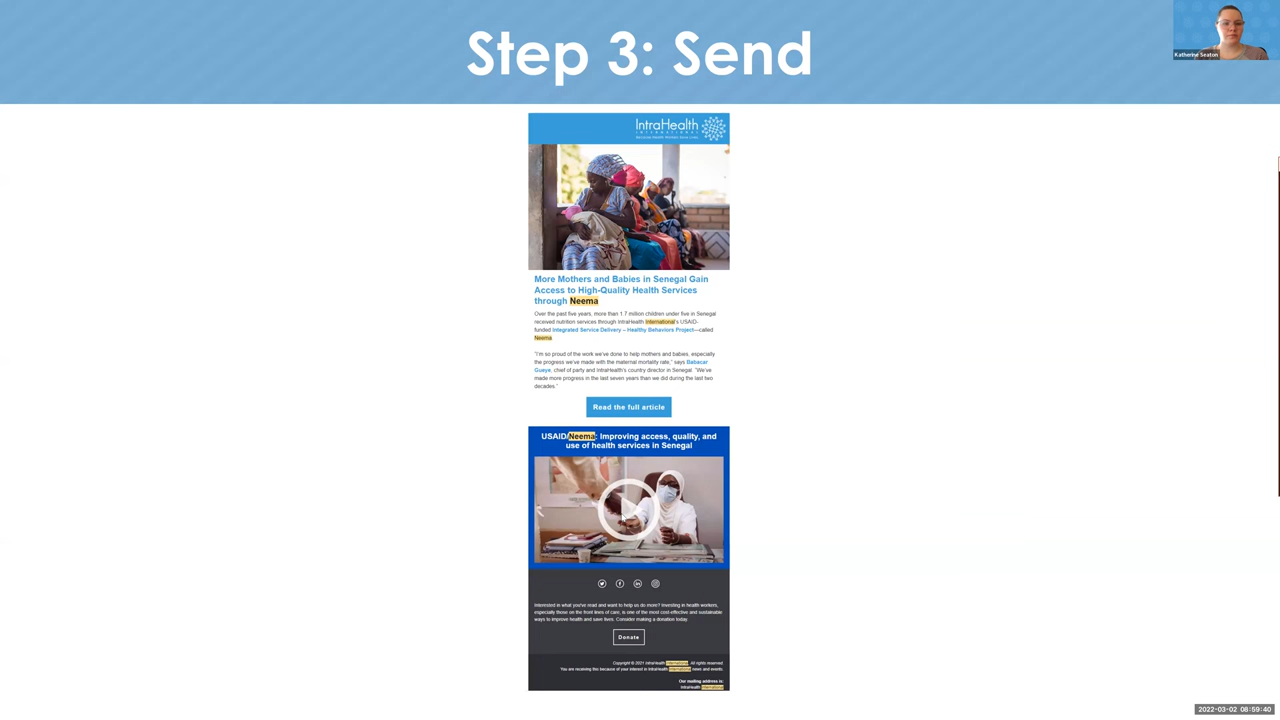 Step 3: Send
Katherine Seaton
IntraHealth
INTERNATIONAL
Because Health Workers Save Lives
More Mothers and Babies in Senegal Gain
Access to High-Quality Health Services
through Neema
Over the past five years, more than 1.7 million children under five in Senegal
received nutrition services through IntraHealth International's USAID-
funded Integrated Service Delivery – Healthy Behaviors Project—called
Neema.
"I'm so proud of the work we've done to help mothers and babies, especially
the progress we've made with the maternal mortality rate," says Babacar
Gueye, chief of party and IntraHealth's country director in Senegal. "We've
made more progress in the last seven years than we did during the last two
decades."
Read the full article
USAID/Neema: Improving access, quality, and
use of health services in Senegal
Interested in what you've read and want to help us do more? Investing in health workers,
especially those on the front lines of care, is one of the most cost-effective and sustainable
ways to improve health and save lives. Consider making a donation today.
Donate
Copyright © 2021 IntraHealth International, All rights reserved.
You are receiving this because of your interest in IntraHealth International news and events.
Our mailing address is:
IntraHealth International
2022-03-02 08:59:40